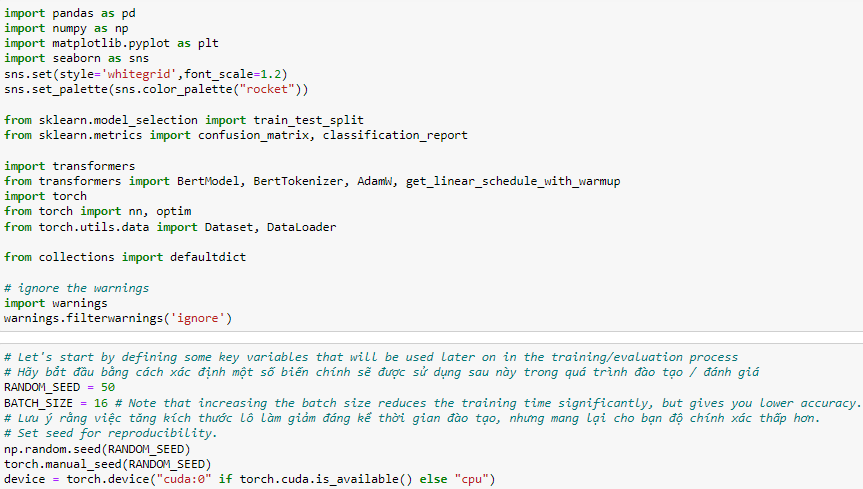 import pandas as pd
import numpy as np
import matplotlib.pyplot as plt
import seaborn as sns
sns.set(style='whitegrid',font_scale=1.2)
sns.set_palette(sns.color_palette("rocket"))
from sklearn.model_selection import train_test_split
from sklearn.metrics import confusion_matrix, classification_report
import transformers
from transformers import BertModel, BertTokenizer, AdamW, get_linear_schedule_with_warmup
import torch
from torch import nn, optim
from torch.utils.data import Dataset, DataLoader
from collections import defaultdict
# ignore the warnings
import warnings
warnings.filterwarnings('ignore')
# Let's start by defining some key variables that will be used later on in the training/evaluation process
# Hãy bắt đầu bằng cách xác định một số biến chính sẽ được sử dụng sau này trong quá trình đào tạo / đánh giá
RANDOM_SEED = 50
BATCH_SIZE = 16 # Note that increasing the batch size reduces the training time significantly, but gives you lower accuracy.
# Lưu ý rằng việc tăng kích thước lô làm giảm đáng kể thời gian đào tạo, nhưng mang lại cho bạn độ chính xác thấp hơn.
# Set seed for reproducibility.
np.random.seed(RANDOM_SEED)
torch.manual_seed(RANDOM_SEED)
device = torch.device("cuda:0" if torch.cuda.is_available() else "cpu")